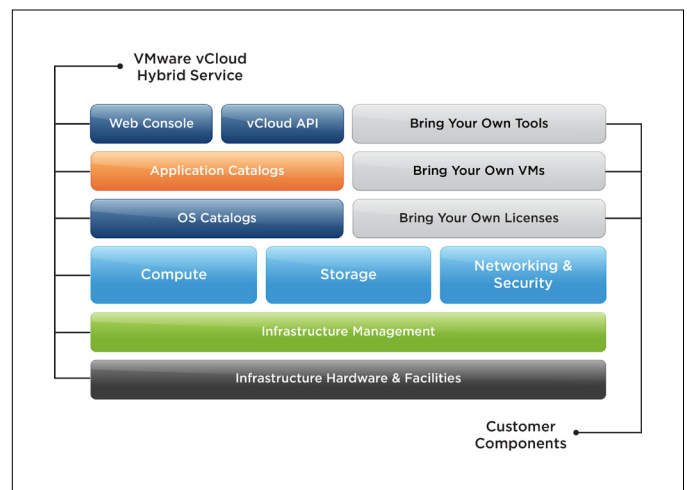 VMware vCloud
Hybrid Service
Web Console
vCloud API
Bring Your Own Tools
Application Catalogs
Bring Your Own VMs
OS Catalogs
Bring Your Own Licenses
Compute
Storage
Networking &
Security
Infrastructure Management
Infrastructure Hardware & Facilities
Customer
Components